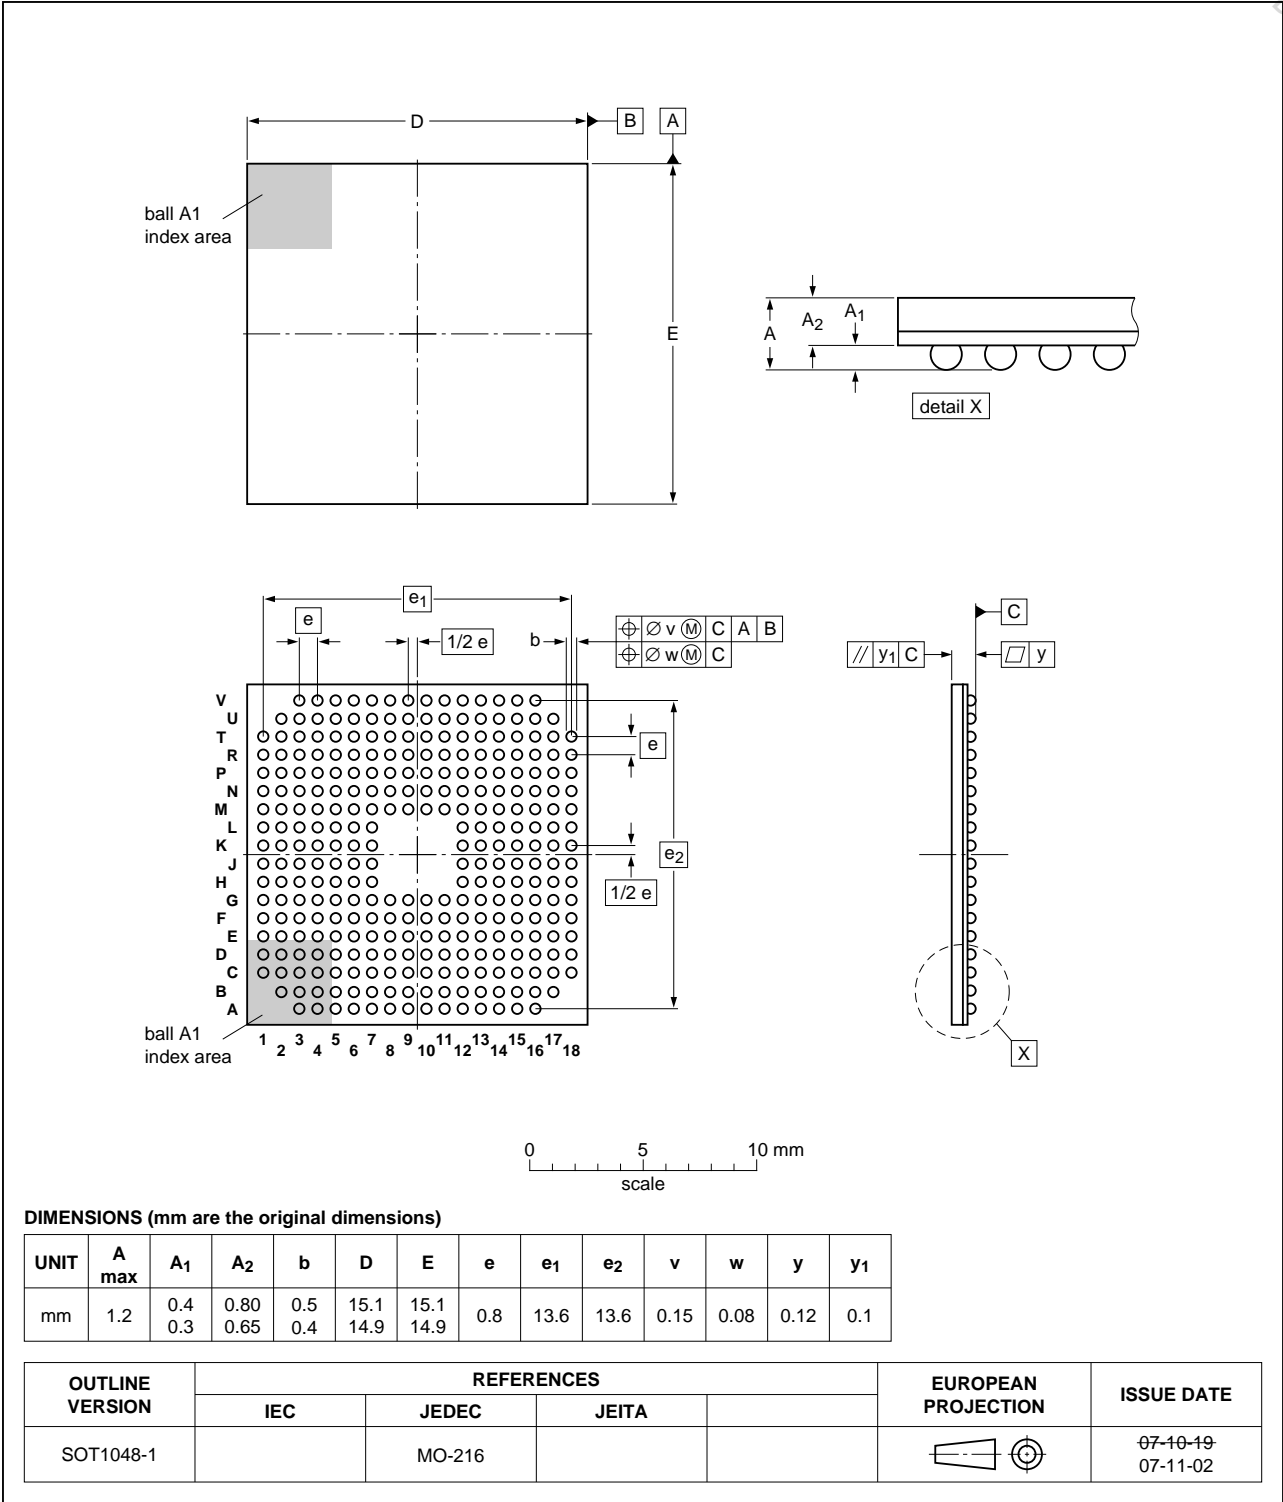 D
B
A
ball A1
index area
E
A
A2
A1
detail X
e1
e
1/2 e
b
⌖ ∅ v Ⓜ C A B
⌖ ∅ w Ⓜ C
// y1 C
▱ y
C
V
U
T
R
P
N
M
L
K
J
H
G
F
E
D
C
B
A
e
e2
1/2 e
ball A1
index area
1 2 3 4 5 6 7 8 9 10 11 12 13 14 15 16 17 18
X
0 5 10 mm
scale
DIMENSIONS (mm are the original dimensions)
UNIT A max A1 A2 b D E e e1 e2 v w y y1
mm 1.2 0.4 0.3 0.80 0.65 0.5 0.4 15.1 14.9 15.1 14.9 0.8 13.6 13.6 0.15 0.08 0.12 0.1
OUTLINE VERSION
REFERENCES
IEC JEDEC JEITA
EUROPEAN PROJECTION
ISSUE DATE
SOT1048-1
MO-216
07-10-19
07-11-02